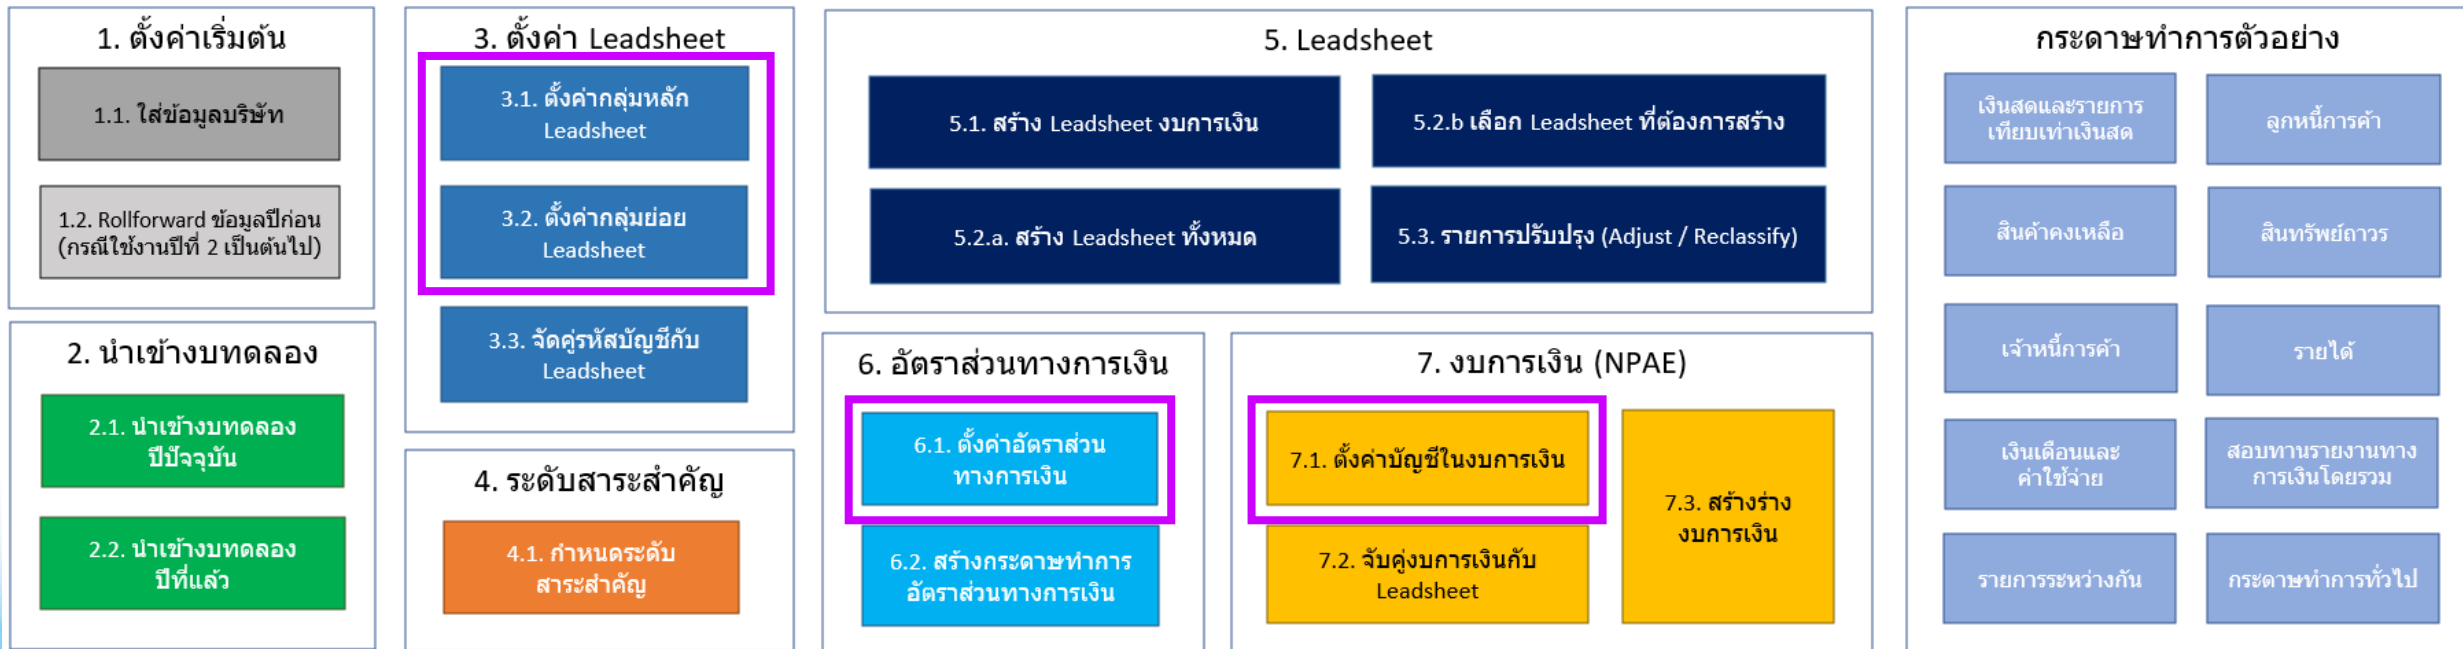 1. ตั้งค่าเริ่มต้น
1.1. ใส่ข้อมูลบริษัท
1.2. Rollforward ข้อมูลปีก่อน
(กรณีใช้งานปีที่ 2 เป็นต้นไป)
2. นำเข้างบทดลอง
2.1. นำเข้างบทดลอง
ปีปัจจุบัน
2.2. นำเข้างบทดลอง
ปีที่แล้ว
3. ตั้งค่า Leadsheet
3.1. ตั้งค่ากลุ่มหลัก
Leadsheet
3.2. ตั้งค่ากลุ่มย่อย
Leadsheet
3.3. จัดคู่รหัสบัญชีกับ
Leadsheet
4. ระดับสาระสำคัญ
4.1. กำหนดระดับ
สาระสำคัญ
5. Leadsheet
5.1. สร้าง Leadsheet งบการเงิน
5.2.b เลือก Leadsheet ที่ต้องการสร้าง
5.2.a. สร้าง Leadsheet ทั้งหมด
5.3. รายการปรับปรุง (Adjust / Reclassify)
6. อัตราส่วนทางการเงิน
6.1. ตั้งค่าอัตราส่วน
ทางการเงิน
6.2. สร้างกระดาษทำการ
อัตราส่วนทางการเงิน
7. งบการเงิน (NPAE)
7.1. ตั้งค่าบัญชีในงบการเงิน
7.2. จับคู่งบการเงินกับ
Leadsheet
7.3. สร้างร่าง
งบการเงิน
กระดาษทำการตัวอย่าง
เงินสดและรายการ
เทียบเท่าเงินสด
ลูกหนี้การค้า
สินค้าคงเหลือ
สินทรัพย์ถาวร
เจ้าหนี้การค้า
รายได้
เงินเดือนและ
ค่าใช้จ่าย
สอบทานรายงานทาง
การเงินโดยรวม
รายการระหว่างกัน
กระดาษทำการทั่วไป